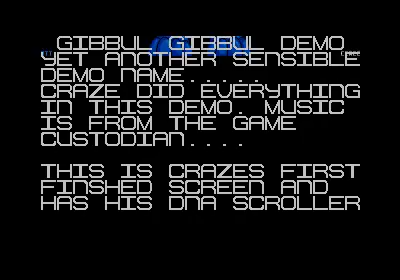 GIBBUL GIBBUL DEMO
YET ANOTHER SENSIBLE
DEMO NAME.....
CRAZE DID EVERYTHING
IN THIS DEMO. MUSIC
IS FROM THE GAME
CUSTODIAN....
THIS IS CRAZES FIRST
FINSHED SCREEN AND
HAS HIS DNA SCROLLER